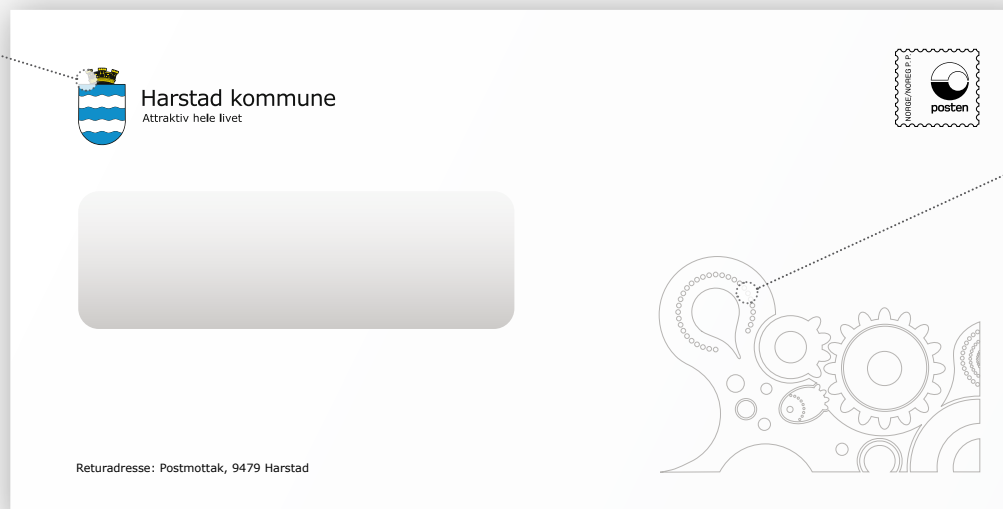 Harstad kommune
Attraktiv hele livet
NORGE/NOREG P. P.
posten
Returadresse: Postmottak, 9479 Harstad